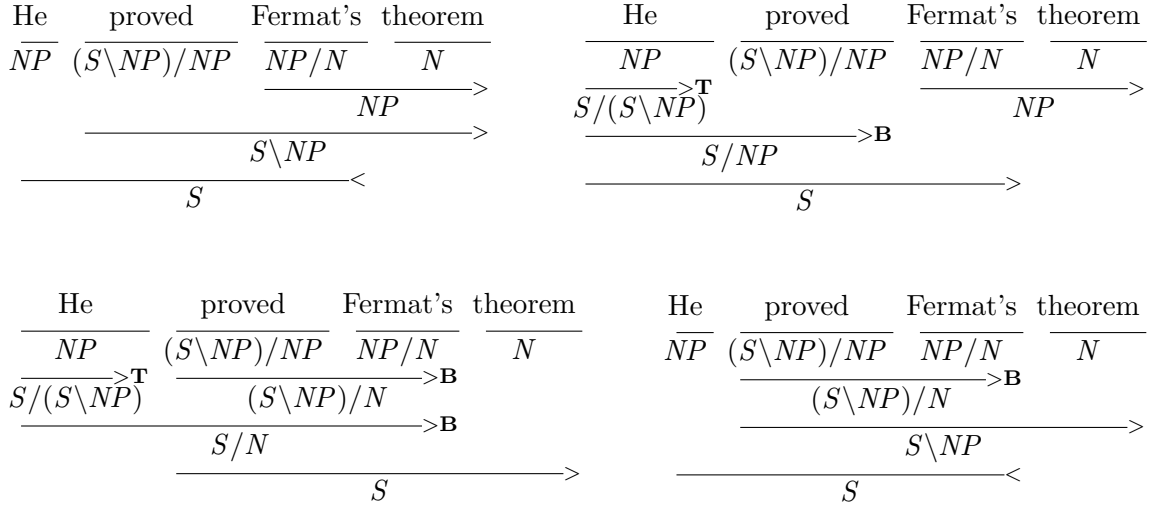 He proved Fermat's theorem
NP (S\NP)/NP NP/N N
>
NP
>
S\NP
<
S
He proved Fermat's theorem
NP (S\NP)/NP NP/N N
>T >
S/(S\NP) NP
>B
S/NP
>
S
He proved Fermat's theorem
NP (S\NP)/NP NP/N N
>T >B
S/(S\NP) (S\NP)/N
>B
S/N
>
S
He proved Fermat's theorem
NP (S\NP)/NP NP/N N
>B
(S\NP)/N
>
S\NP
<
S